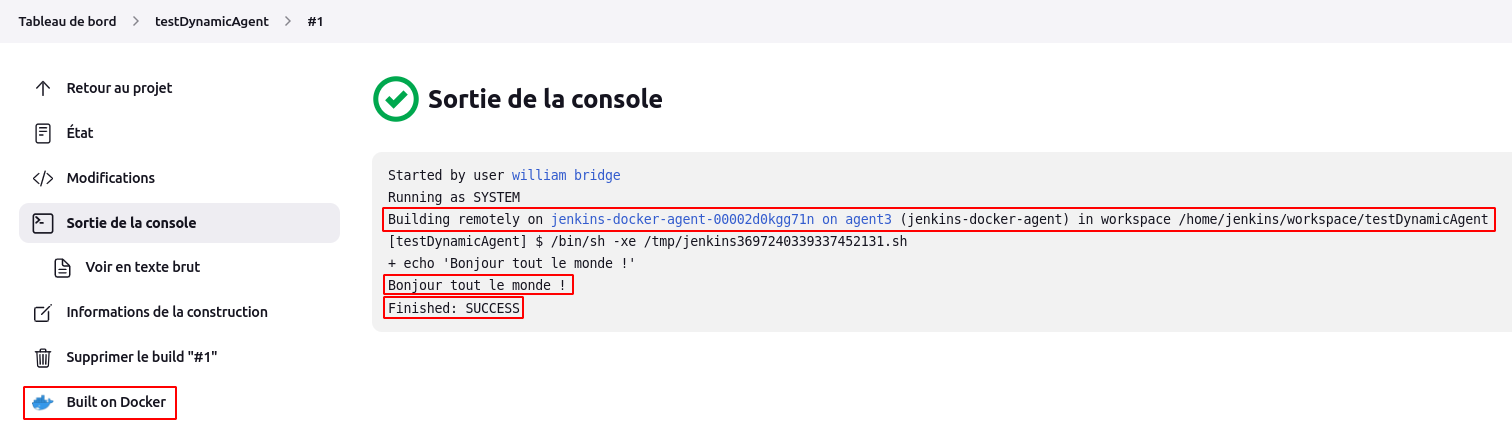 Tableau de bord > testDynamicAgent > #1
Retour au projet
État
Modifications
Sortie de la console
Voir en texte brut
Informations de la construction
Supprimer le build "#1"
Built on Docker
Sortie de la console
Started by user william bridge
Running as SYSTEM
Building remotely on jenkins-docker-agent-00002d0kgg71n on agent3 (jenkins-docker-agent) in workspace /home/jenkins/workspace/testDynamicAgent
[testDynamicAgent] $ /bin/sh -xe /tmp/jenkins3697240339337452131.sh
+ echo 'Bonjour tout le monde !'
Bonjour tout le monde !
Finished: SUCCESS